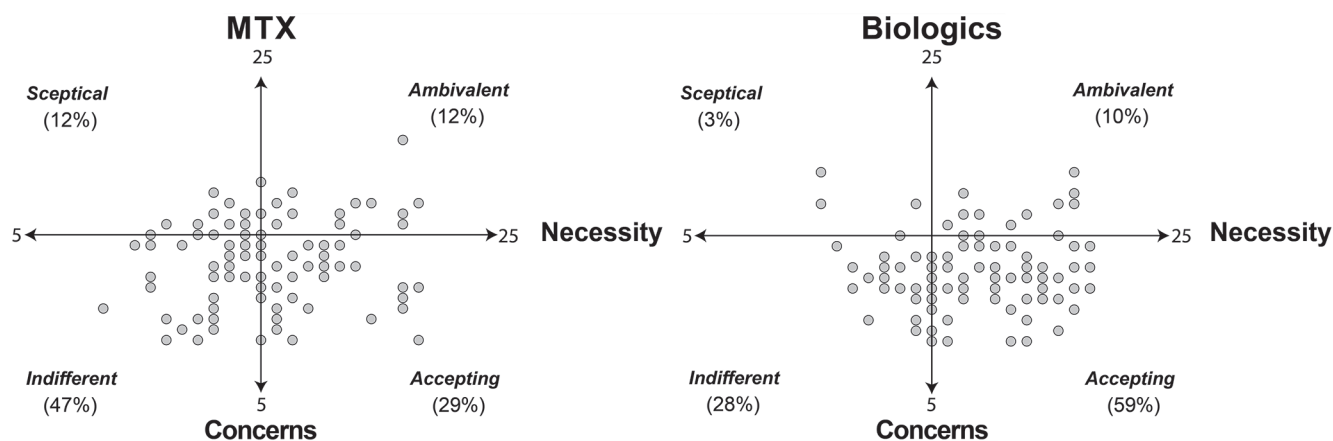 MTX
25
Sceptical
(12%)
Ambivalent
(12%)
5
25
Necessity
Indifferent
(47%)
Accepting
(29%)
5
Concerns
Biologics
25
Sceptical
(3%)
Ambivalent
(10%)
5
25
Necessity
Indifferent
(28%)
Accepting
(59%)
5
Concerns